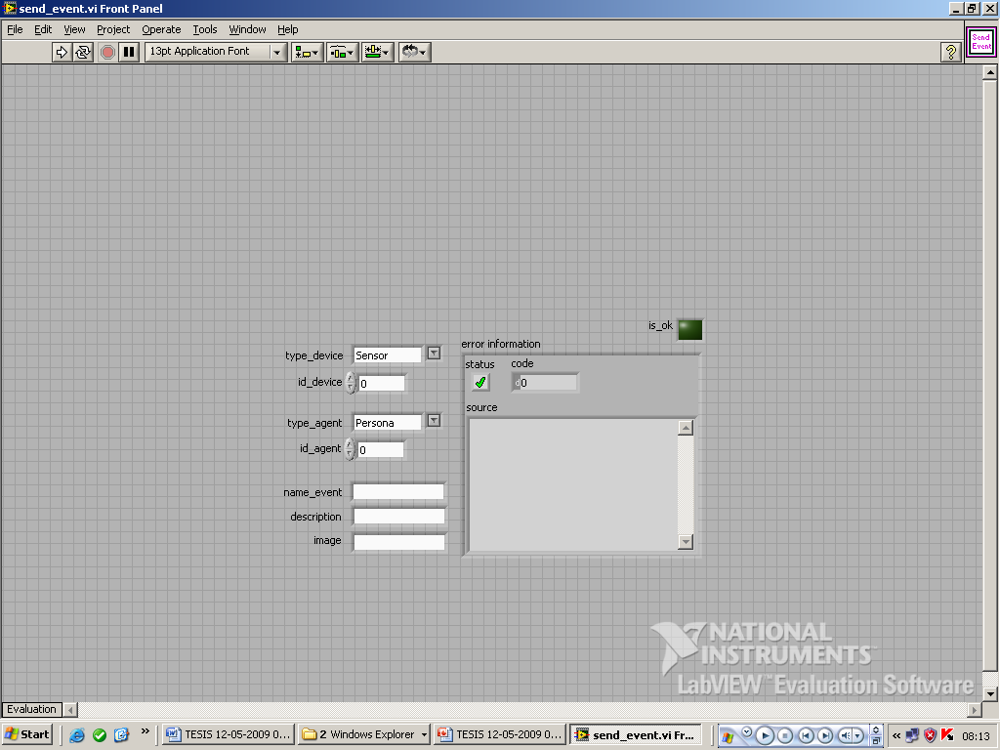 send_event.vi Front Panel
File Edit View Project Operate Tools Window Help
13pt Application Font
?
Send
Event
is_ok
error information
type_device Sensor
status code
id_device 0
d 0
source
type_agent Persona
id_agent 0
name_event
description
image
NATIONAL
INSTRUMENTS
LabVIEW™ Evaluation Software
Evaluation
Start » TESIS 12-05-2009 0... 2 Windows Explorer TESIS 12-05-2009 0... send_event.vi Fr... « 08:13